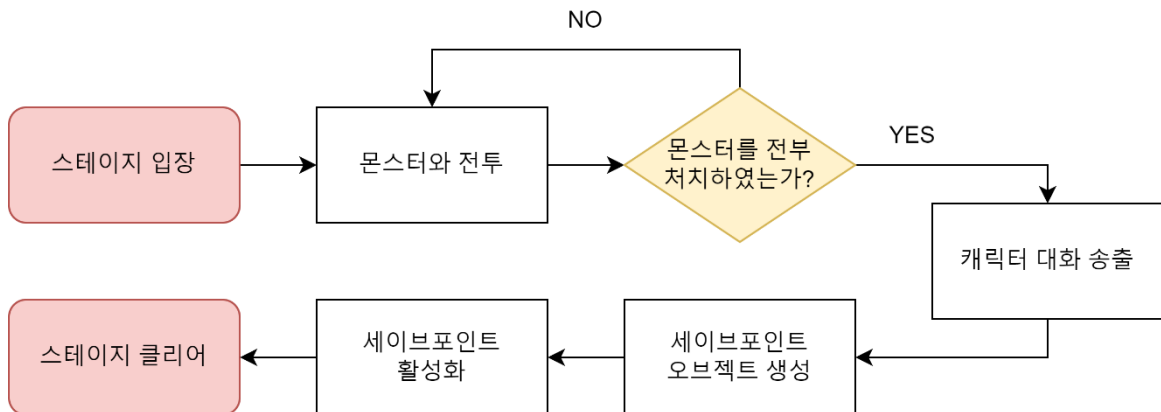 NO
스테이지 입장
몬스터와 전투
몬스터를 전부
처치하였는가?
YES
캐릭터 대화 송출
세이브포인트
오브젝트 생성
세이브포인트
활성화
스테이지 클리어